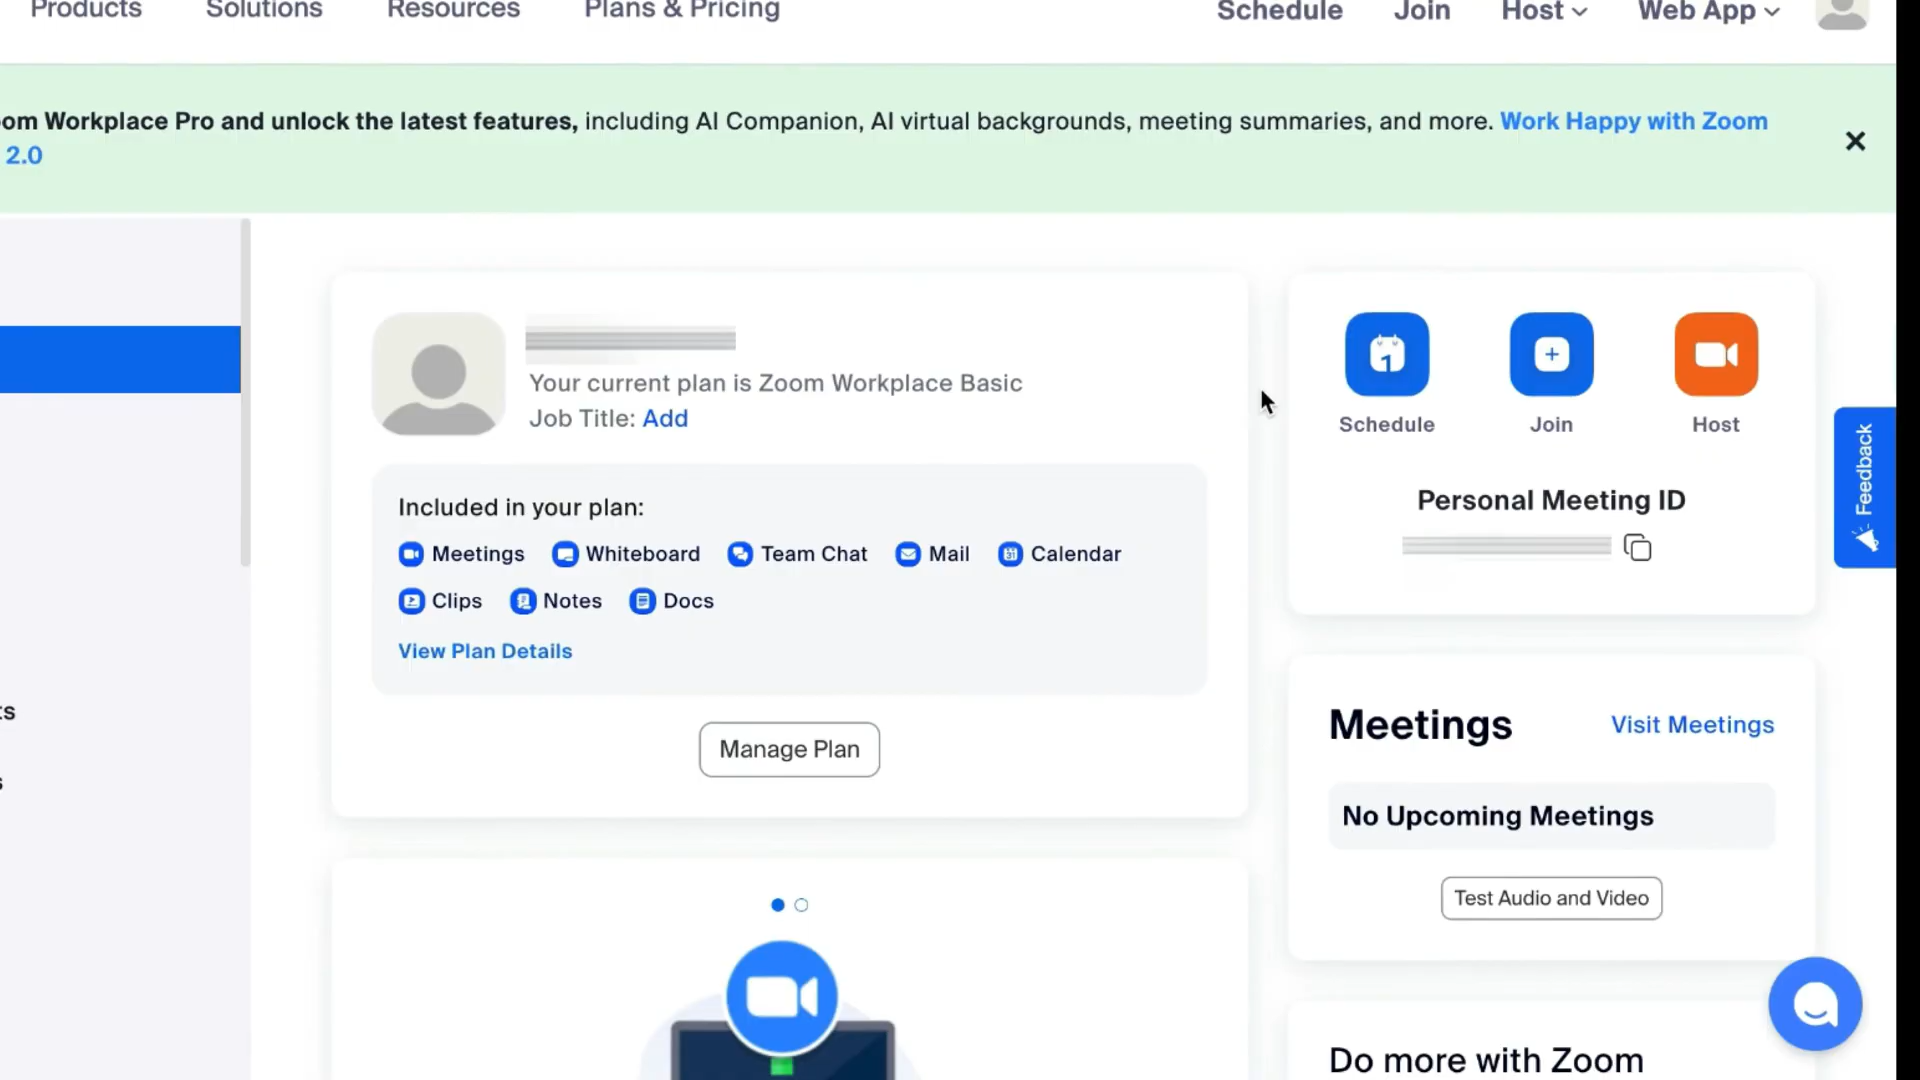 Products Solutions Resources Plans & Pricing Schedule Join Host Web App
om Workplace Pro and unlock the latest features, including AI Companion, AI virtual backgrounds, meeting summaries, and more. Work Happy with Zoom
2.0
Your current plan is Zoom Workplace Basic
Job Title: Add
Included in your plan:
Meetings Whiteboard Team Chat Mail Calendar
Clips Notes Docs
View Plan Details
Manage Plan
Schedule Join Host
Personal Meeting ID
Feedback
Meetings Visit Meetings
No Upcoming Meetings
Test Audio and Video
Do more with Zoom
ts
s